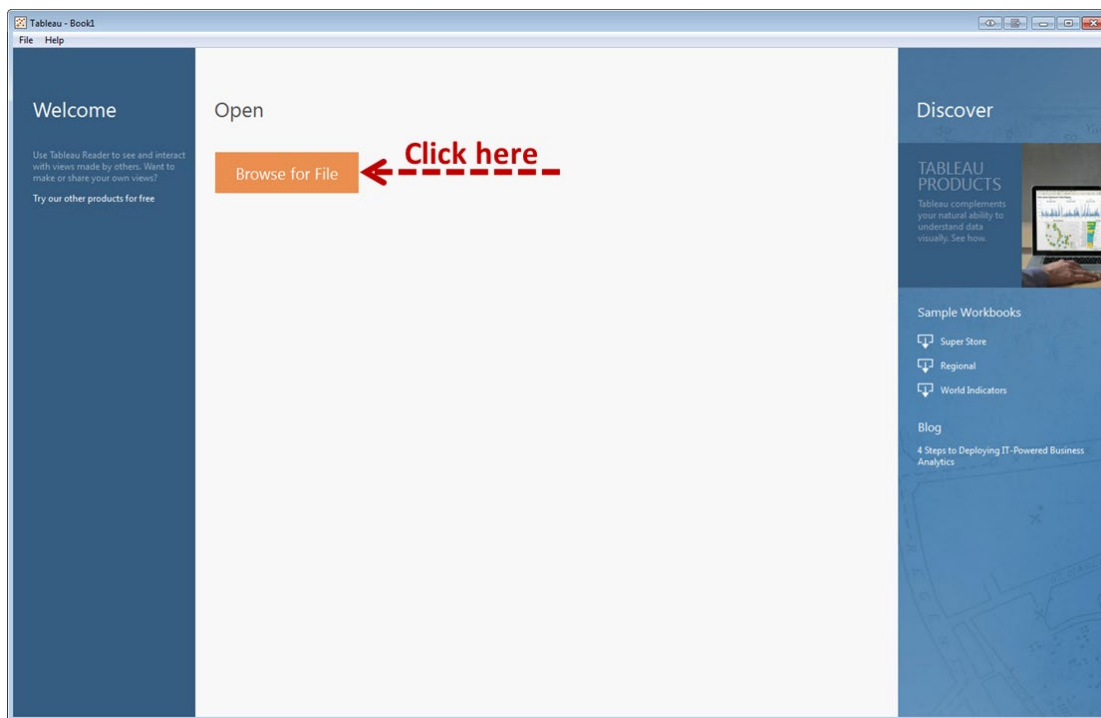 Tableau - Book1
File Help
Welcome
Use Tableau Reader to see and interact
with views made by others. Want to
make or share your own views?
Try our other products for free
Open
Browse for File
Click here
Discover
TABLEAU
PRODUCTS
Tableau complements
your natural ability to
understand data
visually. See how.
Sample Workbooks
Super Store
Regional
World Indicators
Blog
4 Steps to Deploying IT-Powered Business
Analytics